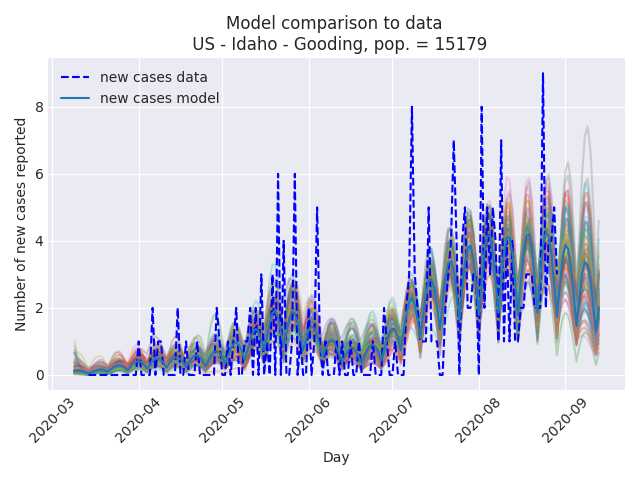 Model comparison to data
US - Idaho - Gooding, pop. = 15179
new cases data
new cases model
Number of new cases reported
8
6
4
2
0
2020-03
2020-04
2020-05
2020-06
2020-07
2020-08
2020-09
Day